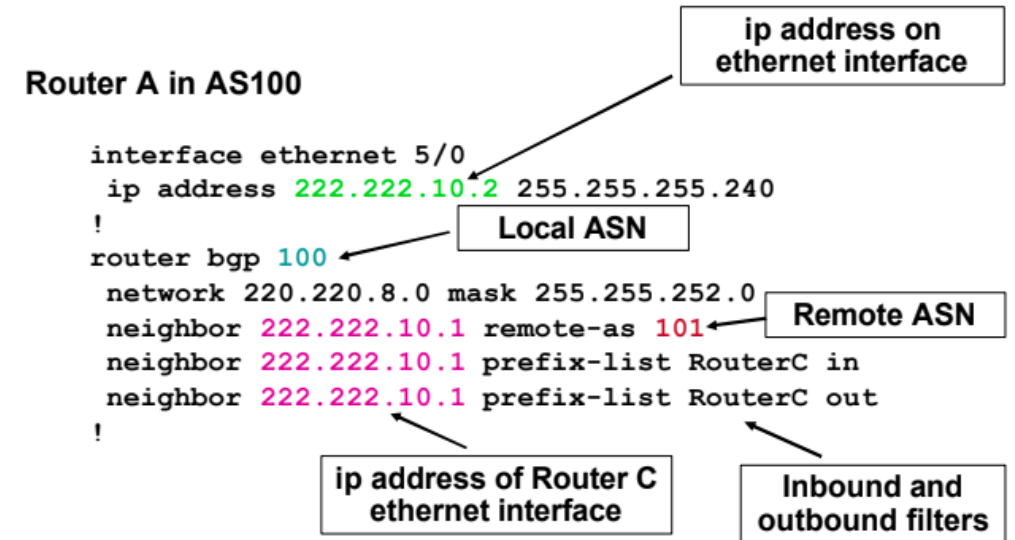 ip address on
ethernet interface
Router A in AS100
interface ethernet 5/0
ip address 222.222.10.2 255.255.255.240
!
Local ASN
router bgp 100
network 220.220.8.0 mask 255.255.252.0
Remote ASN
neighbor 222.222.10.1 remote-as 101
neighbor 222.222.10.1 prefix-list RouterC in
neighbor 222.222.10.1 prefix-list RouterC out
!
ip address of Router C
ethernet interface
Inbound and
outbound filters